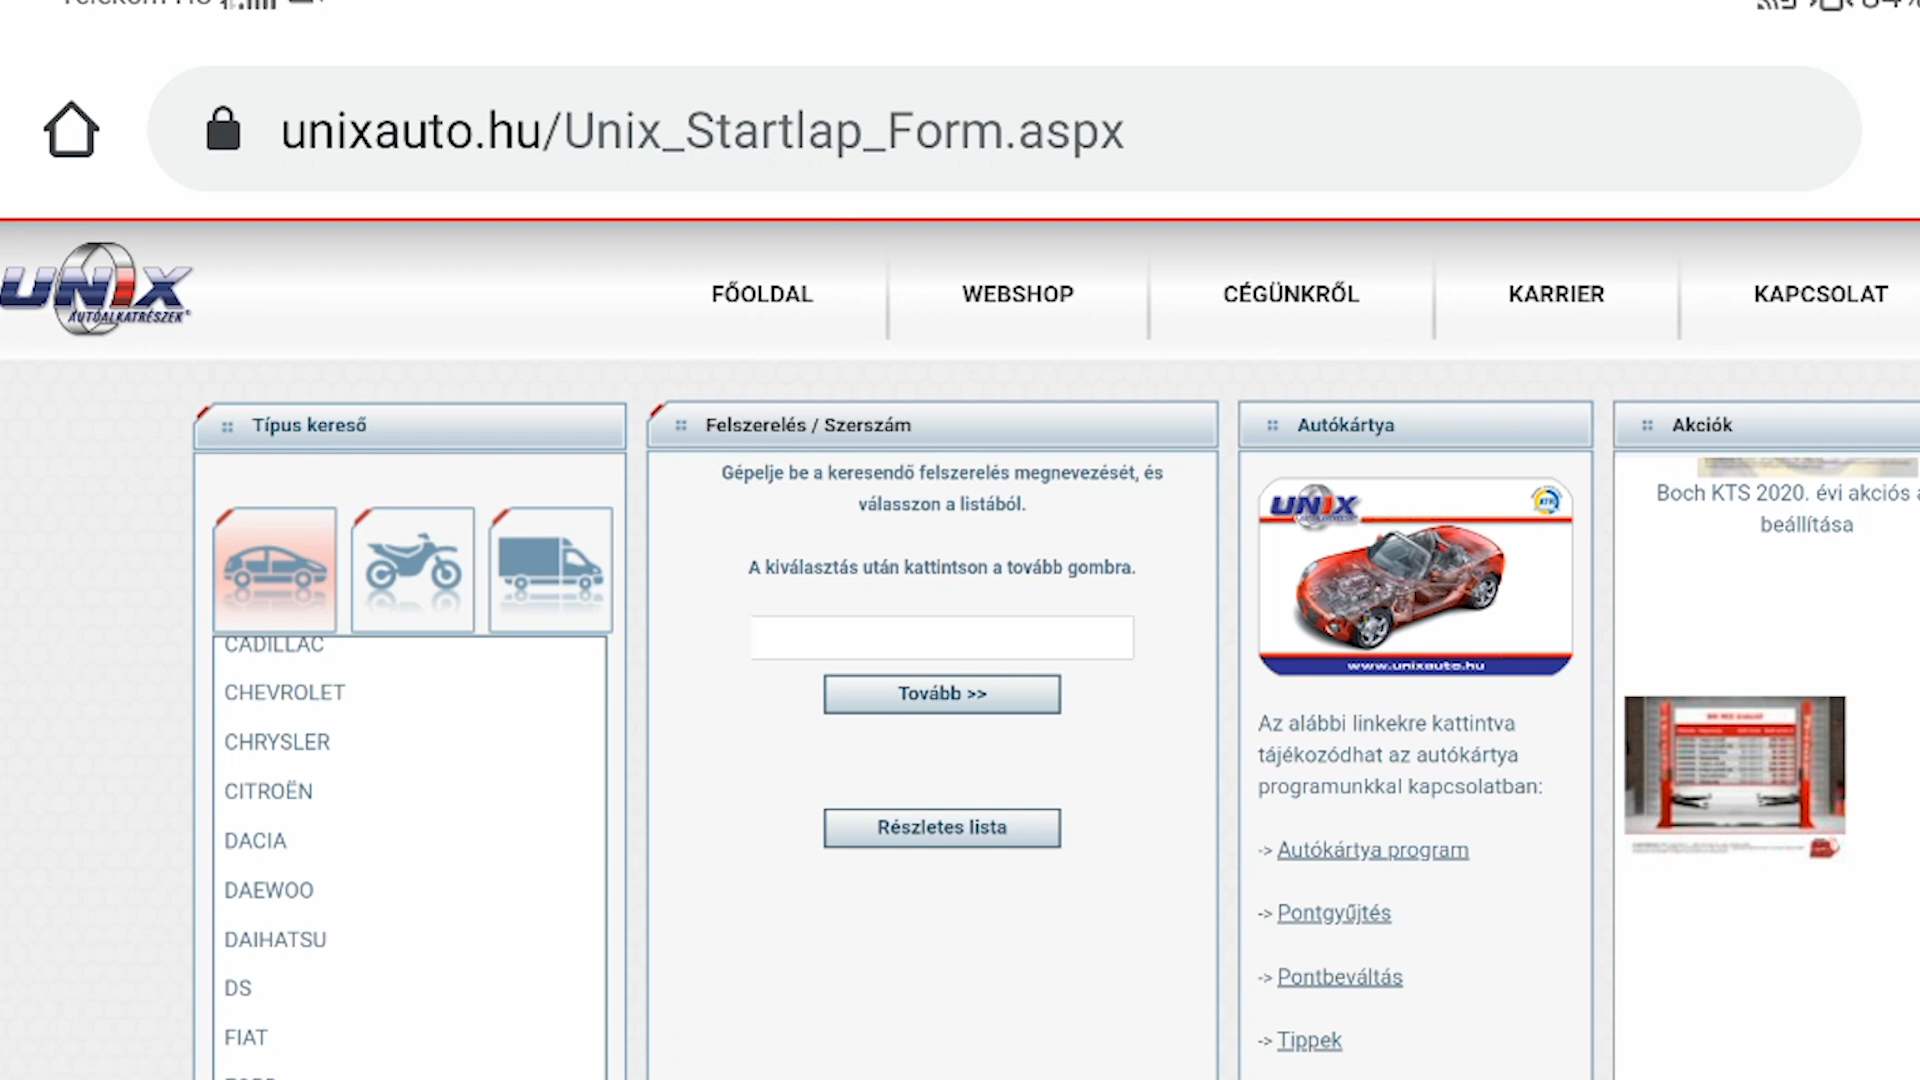 unixauto.hu/Unix_Startlap_Form.aspx
UNIX
AUTÓALKATRÉSZEK
FŐOLDAL
WEBSHOP
CÉGÜNKRŐL
KARRIER
KAPCSOLAT
Típus kereső
CADILLAC
CHEVROLET
CHRYSLER
CITROËN
DACIA
DAEWOO
DAIHATSU
DS
FIAT
Felszerelés / Szerszám
Gépelje be a keresendő felszerelés megnevezését, és
válasszon a listából.
A kiválasztás után kattintson a tovább gombra.
Tovább >>
Részletes lista
Autókártya
UNIX
www.unixauto.hu
Az alábbi linkekre kattintva
tájékozódhat az autókártya
programunkkal kapcsolatban:
-> Autókártya program
-> Pontgyűjtés
-> Pontbeváltás
-> Tippek
Akciók
Boch KTS 2020. évi akciós
beállítása